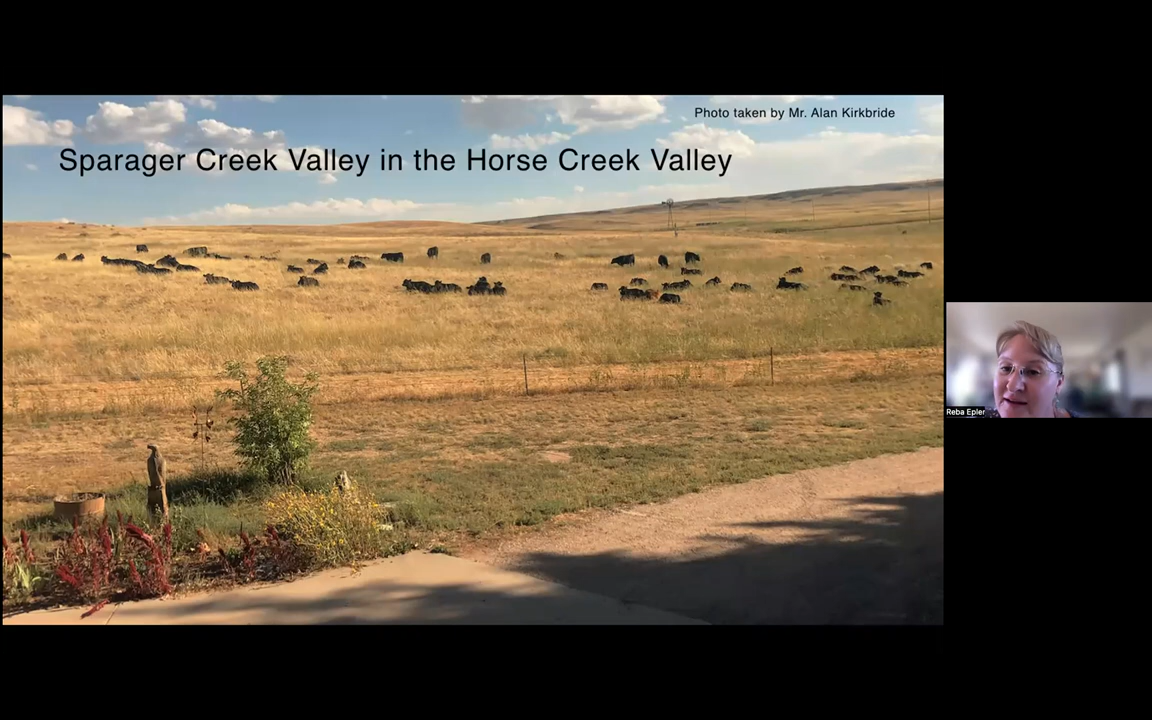 Photo taken by Mr. Alan Kirkbride
Sparager Creek Valley in the Horse Creek Valley
Reba Epler